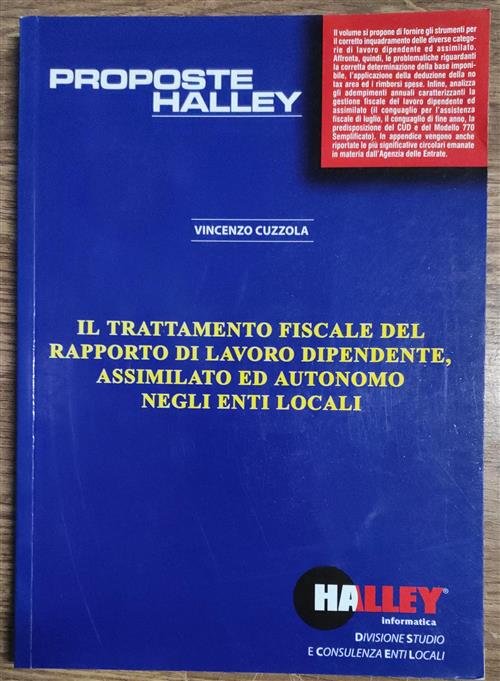 Il volume si propone di fornire gli strumenti per
il corretto inquadramento delle diverse catego-
rie di lavoro dipendente ed assimilato.
Affronta, quindi, le problematiche riguardanti
la corretta determinazione della base imponi-
bile, l'applicazione della deduzione della no
tax area ed i rimborsi spese. Infine, analizza
gli adempimenti annuali caratterizzanti la
gestione fiscale del lavoro dipendente ed
assimilato (il conguaglio per l'assistenza
fiscale di luglio, il conguaglio di fine anno, la
predisposizione del CUD e del Modello 770
Semplificato). In appendice vengono anche
riportate le più significative circolari emanate
in materia dall'Agenzia delle Entrate.
PROPOSTE
HALLEY
VINCENZO CUZZOLA
IL TRATTAMENTO FISCALE DEL
RAPPORTO DI LAVORO DIPENDENTE,
ASSIMILATO ED AUTONOMO
NEGLI ENTI LOCALI
HALLEY®
informatica
DIVISIONE STUDIO
E CONSULENZA ENTI LOCALI